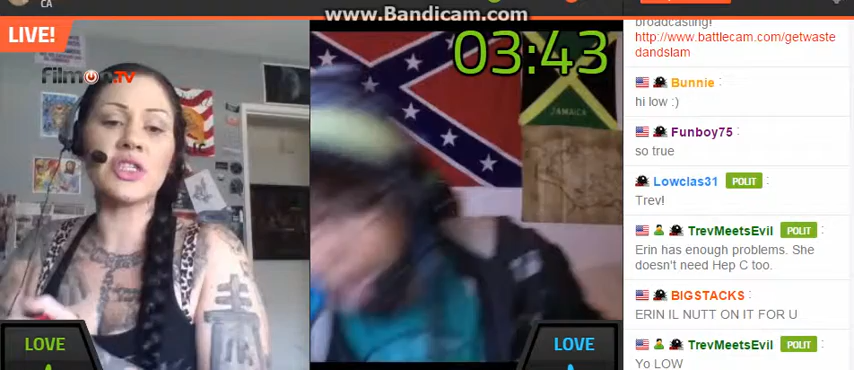 www.Bandicam.com
CA
LIVE!
filmon.tv
03:43
JAMAICA
LOVE
LOVE
broadcasting!
http://www.battlecam.com/getwaste
dandslam
Bunnie :
hi low :)
Funboy75 :
so true
Lowclas31 POLIT :
Trev!
TrevMeetsEvil POLIT :
Erin has enough problems. She
doesn't need Hep C too.
BIGSTACKS :
ERIN IL NUTT ON IT FOR U
TrevMeetsEvil POLIT :
Yo LOW